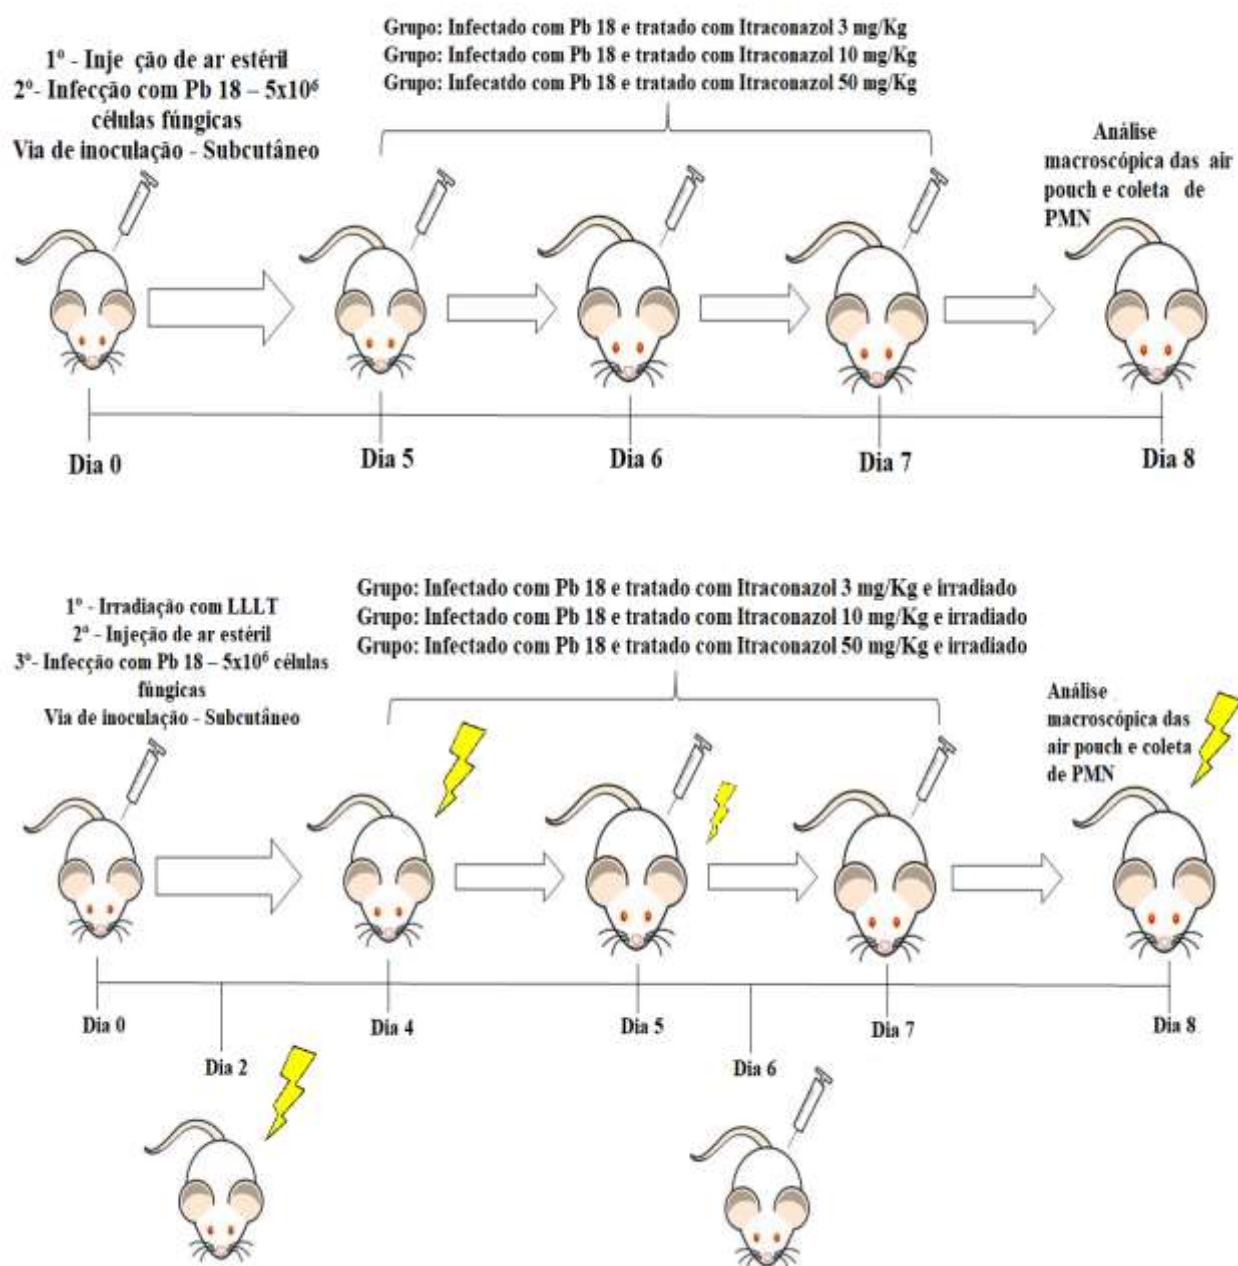 Grupo: Infectado com Pb 18 e tratado com Itraconazol 3 mg/Kg
Grupo: Infectado com Pb 18 e tratado com Itraconazol 10 mg/Kg
Grupo: Infecatdo com Pb 18 e tratado com Itraconazol 50 mg/Kg
1º - Inje ção de ar estéril
2º- Infecção com Pb 18 – 5x10⁶
células fúngicas
Via de inoculação - Subcutâneo
Análise
macroscópica das air
pouch e coleta de
PMN
Dia 0
Dia 5
Dia 6
Dia 7
Dia 8
Grupo: Infectado com Pb 18 e tratado com Itraconazol 3 mg/Kg e irradiado
Grupo: Infectado com Pb 18 e tratado com Itraconazol 10 mg/Kg e irradiado
Grupo: Infectado com Pb 18 e tratado com Itraconazol 50 mg/Kg e irradiado
1º - Irradiação com LLLT
2º - Injeção de ar estéril
3º- Infecção com Pb 18 – 5x10⁶ células
fúngicas
Via de inoculação - Subcutâneo
Análise
macroscópica das
air pouch e coleta
de PMN
Dia 0
Dia 4
Dia 5
Dia 7
Dia 8
Dia 2
Dia 6